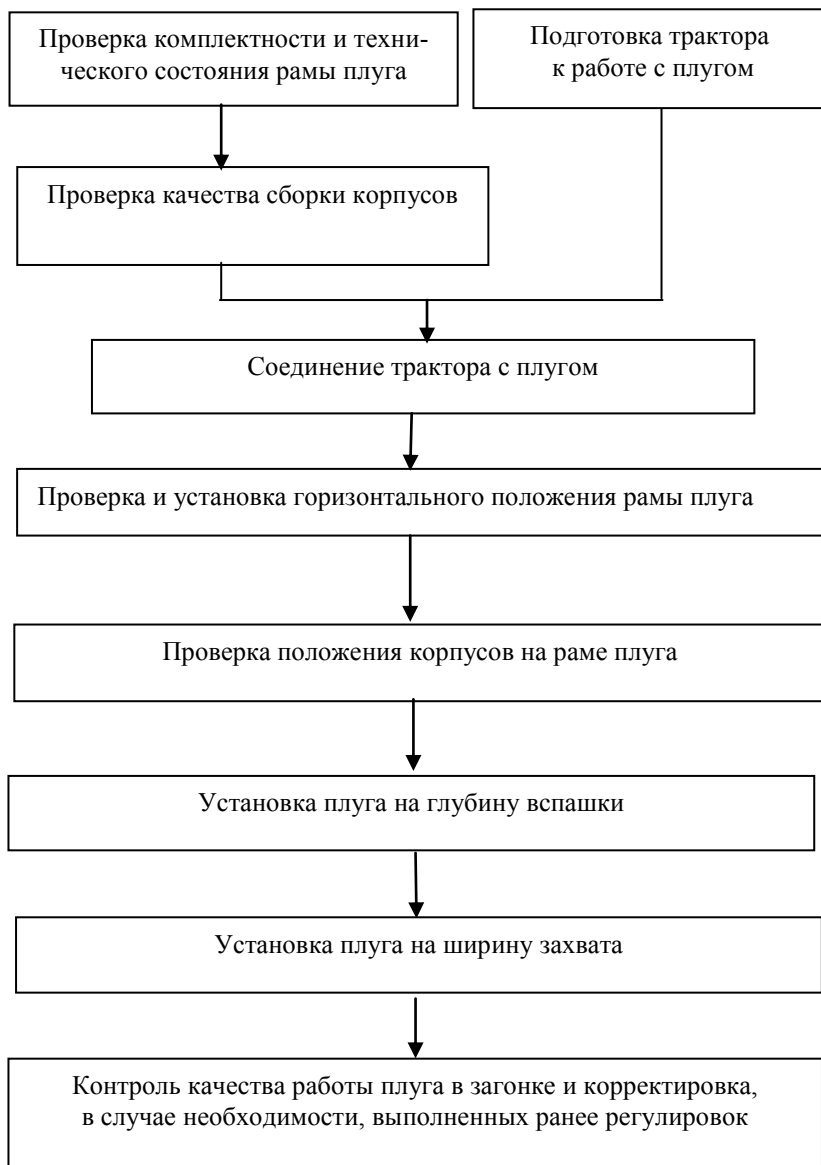 Проверка комплектности и техни-
ческого состояния рамы плуга
Подготовка трактора
к работе с плугом
Проверка качества сборки корпусов
Соединение трактора с плугом
Проверка и установка горизонтального положения рамы плуга
Проверка положения корпусов на раме плуга
Установка плуга на глубину вспашки
Установка плуга на ширину захвата
Контроль качества работы плуга в загонке и корректировка,
в случае необходимости, выполненных ранее регулировок